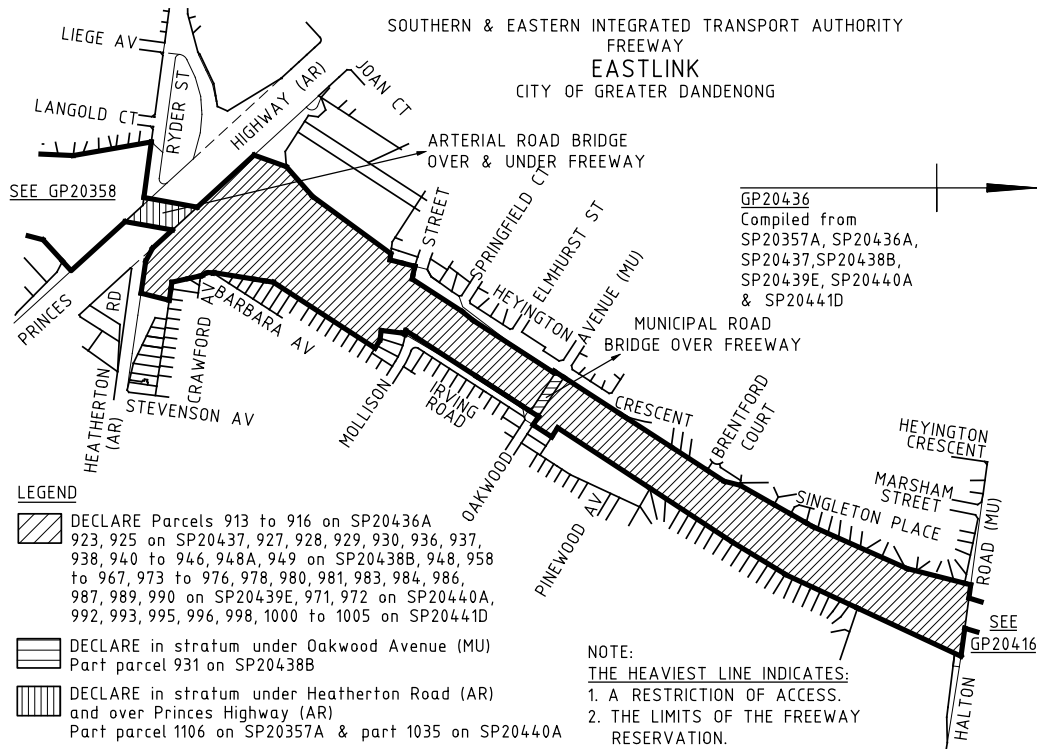 SOUTHERN & EASTERN INTEGRATED TRANSPORT AUTHORITY
FREEWAY
EASTLINK
CITY OF GREATER DANDENONG
LIEGE AV
RYDER ST
LANGOLD CT
HIGHWAY (AR)
JOAN CT
ARTERIAL ROAD BRIDGE
OVER & UNDER FREEWAY
SEE GP20358
GP20436
Compiled from
SP20357A, SP20436A,
SP20437,SP20438B,
SP20439E, SP20440A
& SP20441D
STREET
SPRINGFIELD CT
ELMHURST ST
HEYINGTON
AVENUE (MU)
MUNICIPAL ROAD
BRIDGE OVER FREEWAY
PRINCES
RD
HEATHERTON
(AR)
CRAWFORD AV
BARBARA AV
STEVENSON AV
MOLLISON
IRVING
ROAD
OAKWOOD
CRESCENT
BRENTFORD
COURT
PINEWOOD AV
SINGLETON PLACE
HEYINGTON
CRESCENT
MARSHAM
STREET
ROAD (MU)
SEE
GP20416
HALTON
LEGEND
DECLARE Parcels 913 to 916 on SP20436A
923, 925 on SP20437, 927, 928, 929, 930, 936, 937,
938, 940 to 946, 948A, 949 on SP20438B, 948, 958
to 967, 973 to 976, 978, 980, 981, 983, 984, 986,
987, 989, 990 on SP20439E, 971, 972 on SP20440A,
992, 993, 995, 996, 998, 1000 to 1005 on SP20441D
DECLARE in stratum under Oakwood Avenue (MU)
Part parcel 931 on SP20438B
DECLARE in stratum under Heatherton Road (AR)
and over Princes Highway (AR)
Part parcel 1106 on SP20357A & part 1035 on SP20440A
NOTE:
THE HEAVIEST LINE INDICATES:
1. A RESTRICTION OF ACCESS.
2. THE LIMITS OF THE FREEWAY
RESERVATION.